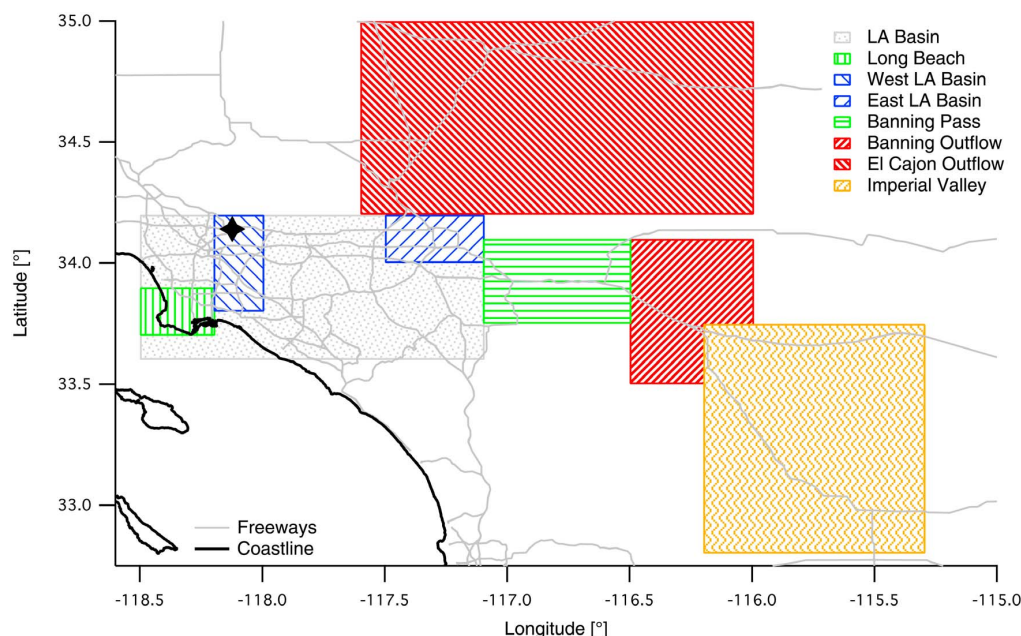 35.0
34.5
34.0
33.5
33.0
Latitude [°]
LA Basin
Long Beach
West LA Basin
East LA Basin
Banning Pass
Banning Outflow
El Cajon Outflow
Imperial Valley
Freeways
Coastline
-118.5 -118.0 -117.5 -117.0 -116.5 -116.0 -115.5 -115.0
Longitude [°]